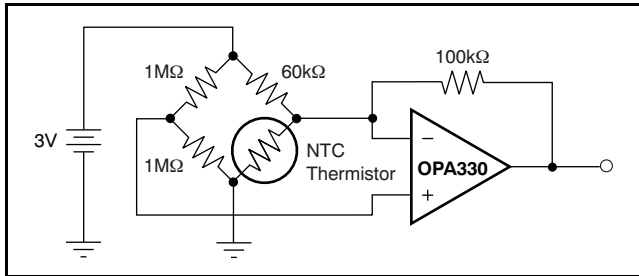 100kΩ
1MΩ
60kΩ
3V
1MΩ
NTC
Thermistor
OPA330
−
+